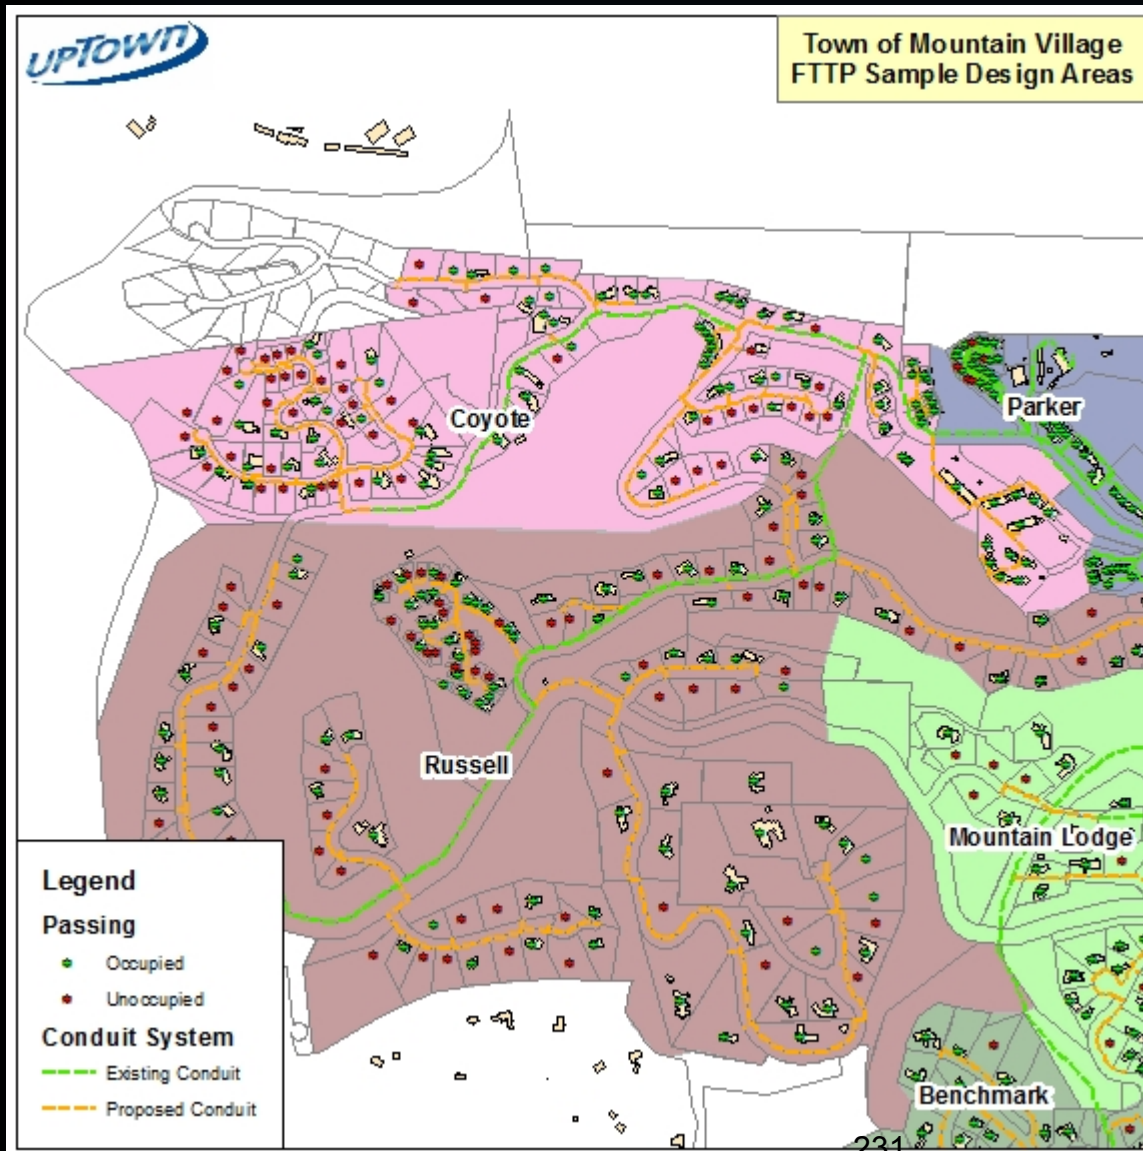 UPTOWN
Town of Mountain Village
FTTP Sample Design Areas
Coyote
Parker
Russell
Mountain Lodge
Benchmark
Legend
Passing
Occupied
Unoccupied
Conduit System
Existing Conduit
Proposed Conduit
231